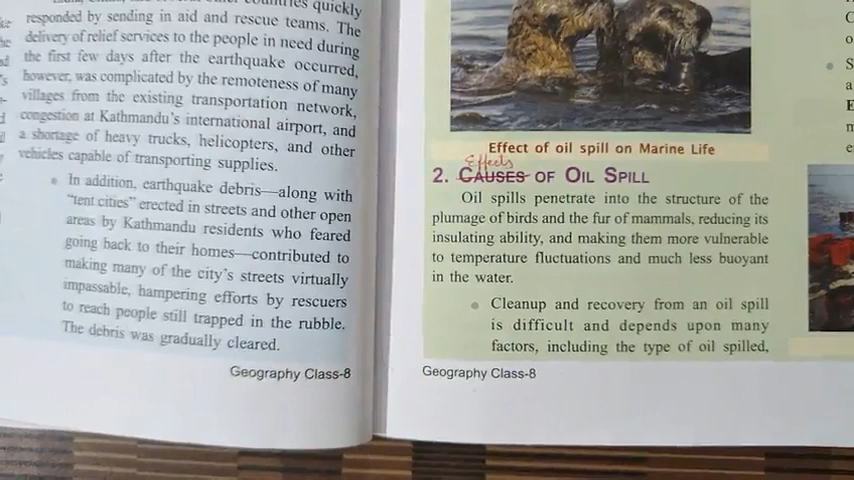 other countries quickly
responded by sending in aid and rescue teams. The
delivery of relief services to the people in need during
the first few days after the earthquake occurred,
however, was complicated by the remoteness of many
villages from the existing transportation network,
congestion at Kathmandu's international airport, and
a shortage of heavy trucks, helicopters, and other
vehicles capable of transporting supplies.
• In addition, earthquake debris—along with
"tent cities" erected in streets and other open
areas by Kathmandu residents who feared
going back to their homes—contributed to
making many of the city's streets virtually
impassable, hampering efforts by rescuers
to reach people still trapped in the rubble.
The debris was gradually cleared.
Geography Class-8
Effect of oil spill on Marine Life
Effects
2. CAUSES OF OIL SPILL
Oil spills penetrate into the structure of the
plumage of birds and the fur of mammals, reducing its
insulating ability, and making them more vulnerable
to temperature fluctuations and much less buoyant
in the water.
• Cleanup and recovery from an oil spill
is difficult and depends upon many
factors, including the type of oil spilled,
Geography Class-8